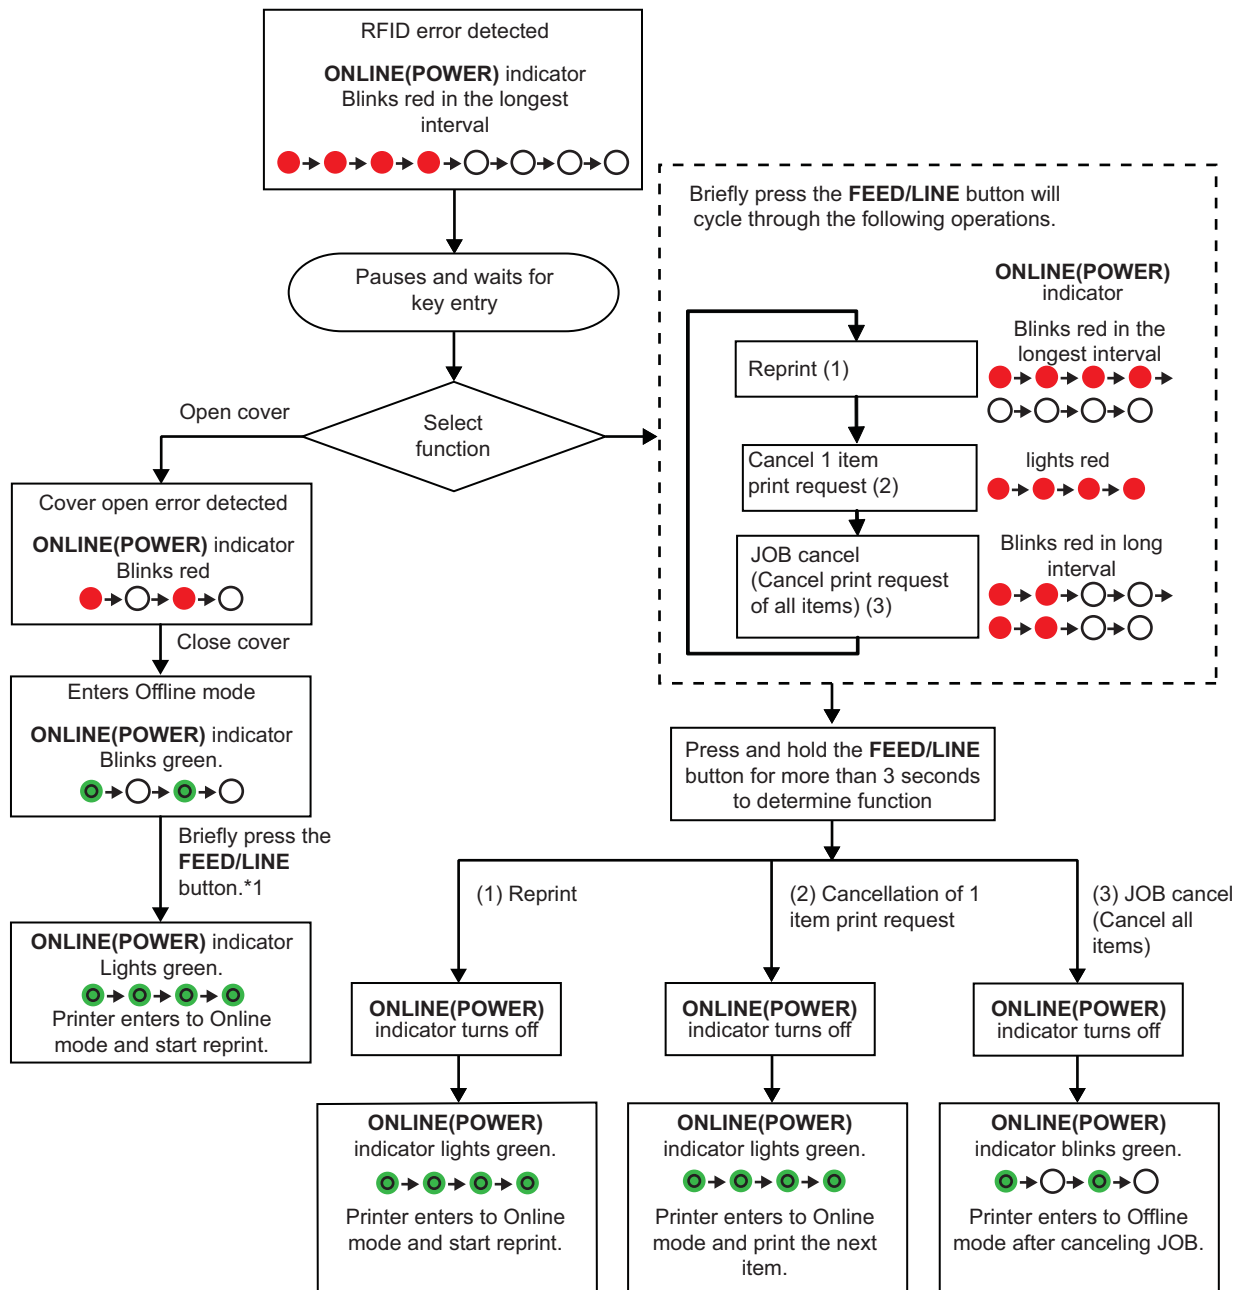 RFID error detected
ONLINE(POWER) indicator
Blinks red in the longest
interval
Pauses and waits for
key entry
Select
function
Open cover
Cover open error detected
ONLINE(POWER) indicator
Blinks red
Close cover
Enters Offline mode
ONLINE(POWER) indicator
Blinks green.
Briefly press the
FEED/LINE
button.*1
ONLINE(POWER) indicator
Lights green.
Printer enters to Online
mode and start reprint.
Briefly press the FEED/LINE button will
cycle through the following operations.
ONLINE(POWER)
indicator
Reprint (1)
Blinks red in the
longest interval
Cancel 1 item
print request (2)
lights red
JOB cancel
(Cancel print request
of all items) (3)
Blinks red in long
interval
Press and hold the FEED/LINE
button for more than 3 seconds
to determine function
(1) Reprint
ONLINE(POWER)
indicator turns off
ONLINE(POWER)
indicator lights green.
Printer enters to Online
mode and start reprint.
(2) Cancellation of 1
item print request
ONLINE(POWER)
indicator turns off
ONLINE(POWER)
indicator lights green.
Printer enters to Online
mode and print the next
item.
(3) JOB cancel
(Cancel all
items)
ONLINE(POWER)
indicator turns off
ONLINE(POWER)
indicator blinks green.
Printer enters to Offline
mode after canceling JOB.